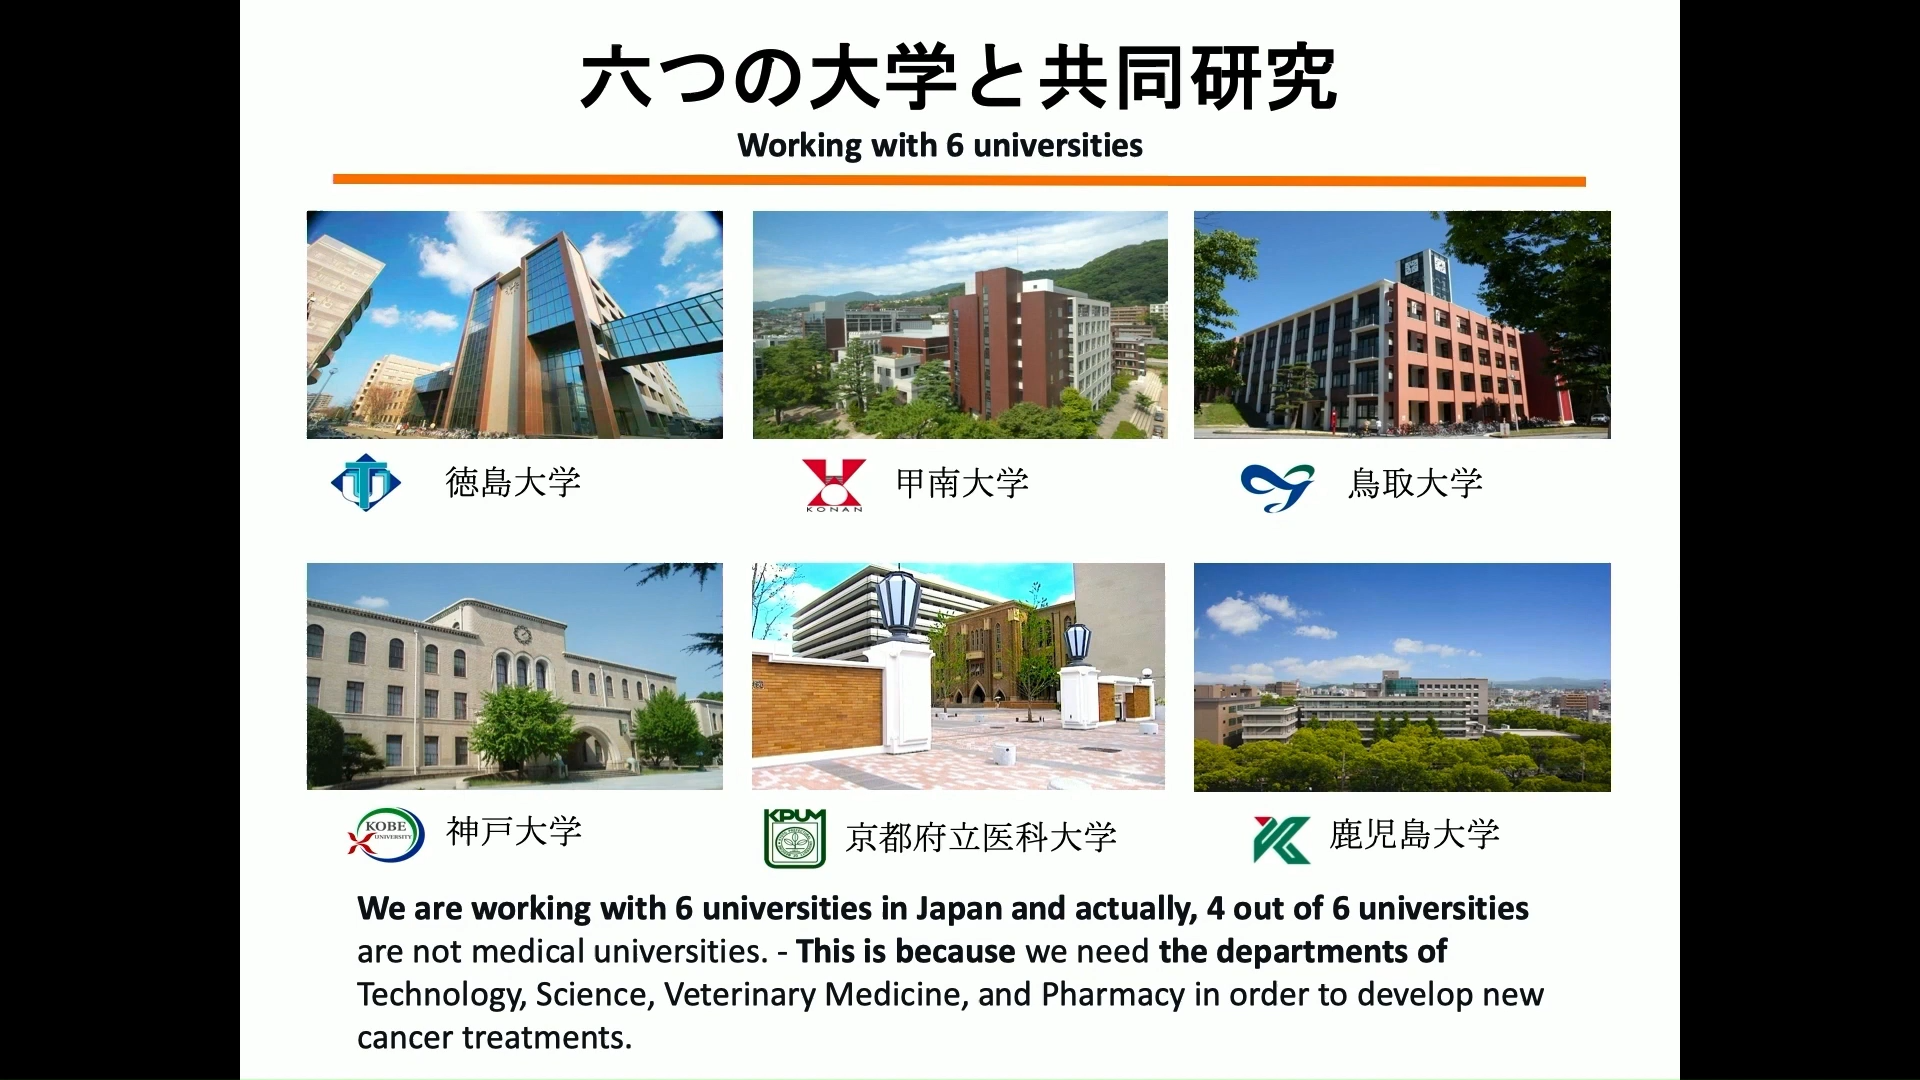 六つの大学と共同研究
Working with 6 universities
徳島大学
KONAN
甲南大学
鳥取大学
KOBE
UNIVERSITY
神戸大学
KPUM
京都府立医科大学
鹿児島大学
We are working with 6 universities in Japan and actually, 4 out of 6 universities
are not medical universities. - This is because we need the departments of
Technology, Science, Veterinary Medicine, and Pharmacy in order to develop new
cancer treatments.